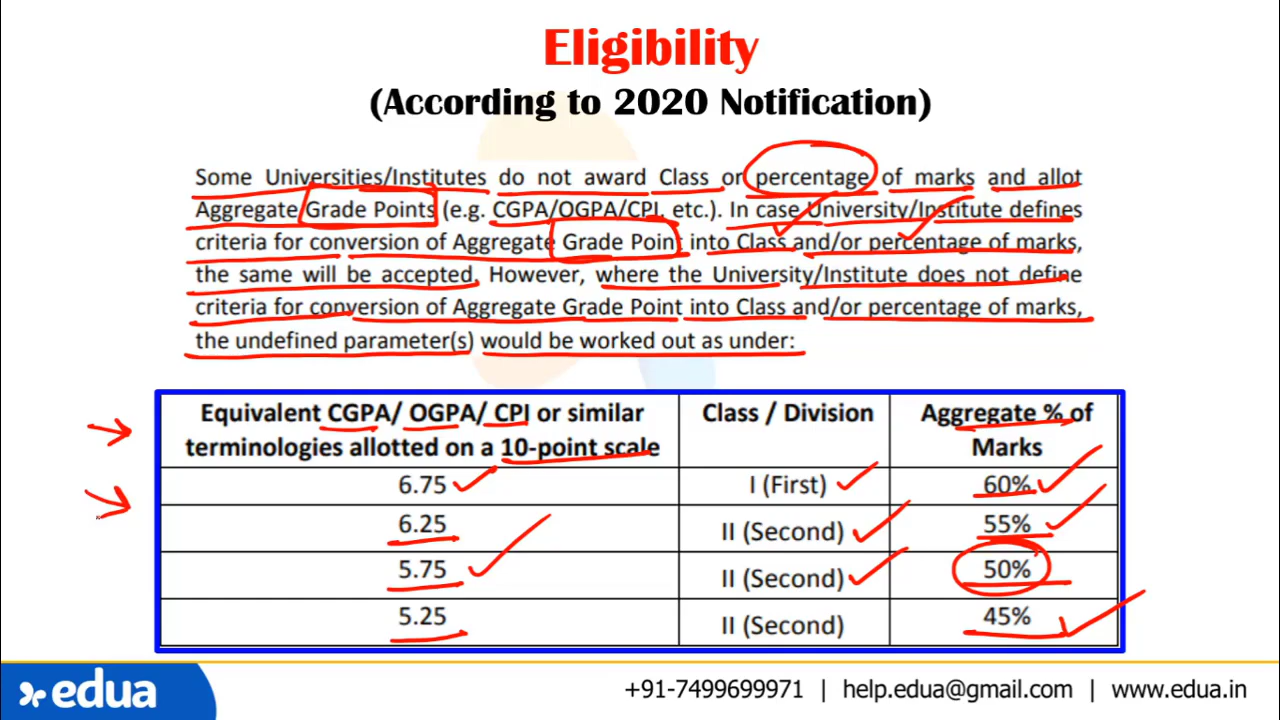 Eligibility
(According to 2020 Notification)
Some Universities/Institutes do not award Class or percentage of marks and allot
Aggregate Grade Points (e.g. CGPA/OGPA/CPI, etc.). In case University/Institute defines
criteria for conversion of Aggregate Grade Point into Class and/or percentage of marks,
the same will be accepted. However, where the University/Institute does not define
criteria for conversion of Aggregate Grade Point into Class and/or percentage of marks,
the undefined parameter(s) would be worked out as under:
Equivalent CGPA/ OGPA/ CPI or similar
terminologies allotted on a 10-point scale
Class / Division
Aggregate % of
Marks
6.75 I (First) 60%
6.25 II (Second) 55%
5.75 II (Second) 50%
5.25 II (Second) 45%
edua
+91-7499699971 | help.edua@gmail.com | www.edua.in